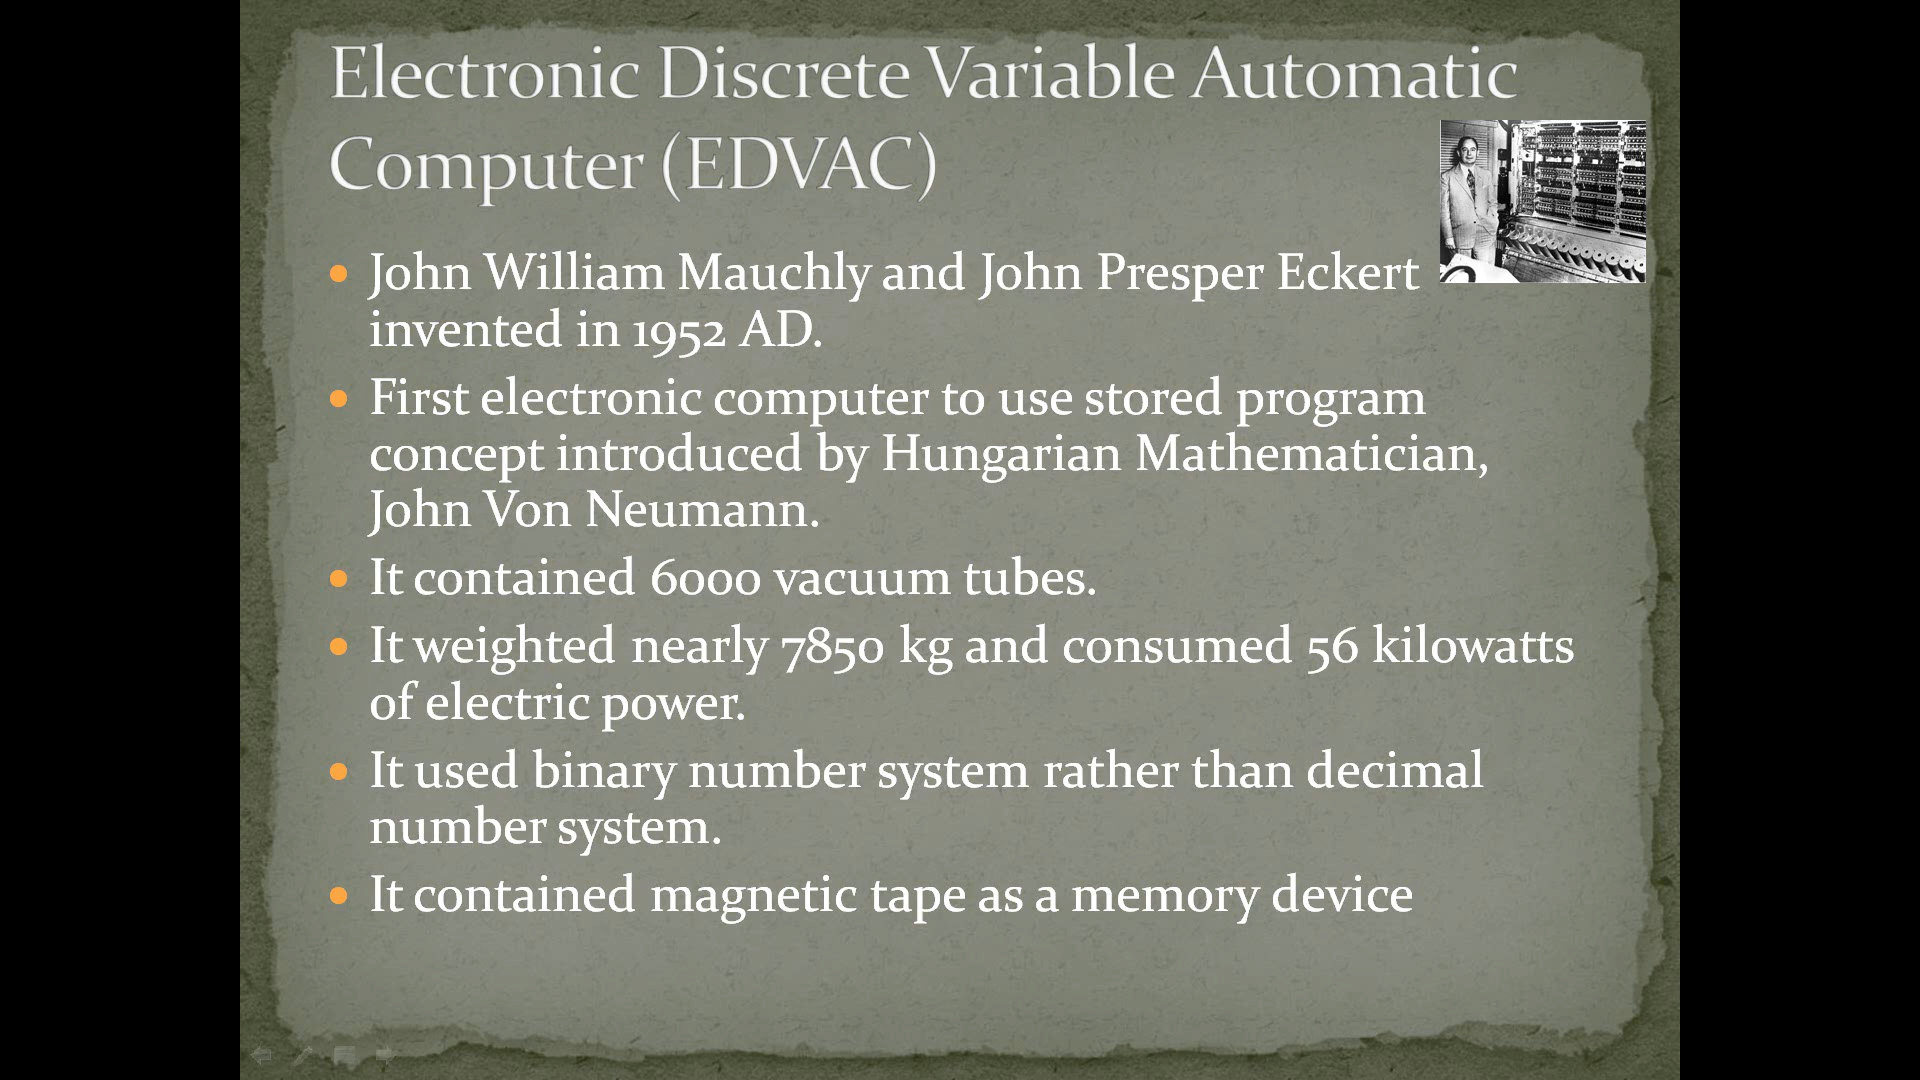 Electronic Discrete Variable Automatic
Computer (EDVAC)
John William Mauchly and John Presper Eckert
invented in 1952 AD.
First electronic computer to use stored program
concept introduced by Hungarian Mathematician,
John Von Neumann.
It contained 6000 vacuum tubes.
It weighted nearly 7850 kg and consumed 56 kilowatts
of electric power.
It used binary number system rather than decimal
number system.
It contained magnetic tape as a memory device